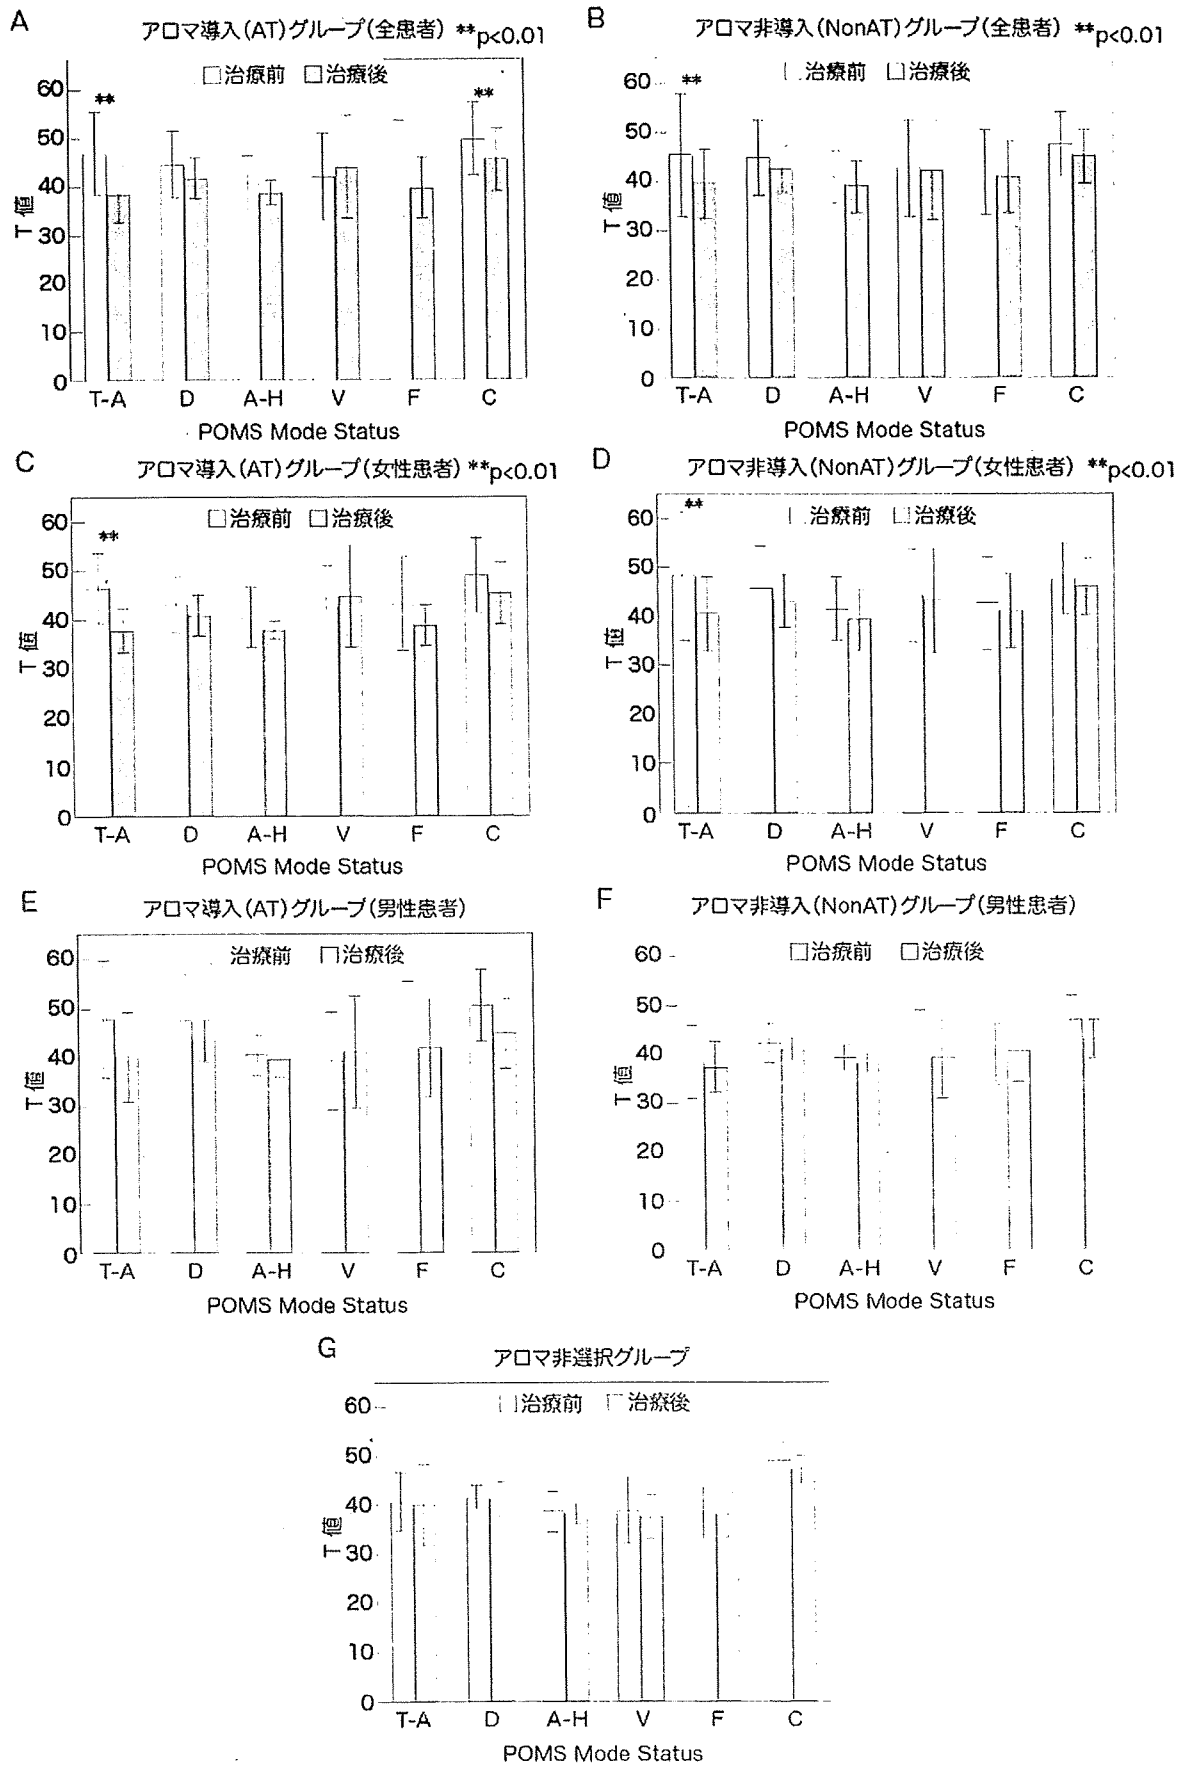 A
アロマ導入(AT)グループ(全患者) **p<0.01
□治療前 □治療後
**
**
60
50
40
30
20
10
0
T値
T-A D A-H V F C
POMS Mode Status
B
アロマ非導入(NonAT)グループ(全患者) **p<0.01
治療前 □治療後
**
60
50
40
30
20
10
0
T値
T-A D A-H V F C
POMS Mode Status
C
アロマ導入(AT)グループ(女性患者) **p<0.01
□治療前 □治療後
**
60
50
40
30
20
10
0
T値
T-A D A-H V F C
POMS Mode Status
D
アロマ非導入(NonAT)グループ(女性患者) **p<0.01
治療前 □治療後
**
60
50
40
30
20
10
0
T値
T-A D A-H V F C
POMS Mode Status
E
アロマ導入(AT)グループ(男性患者)
治療前 □治療後
60
50
40
30
20
10
0
T値
T-A D A-H V F C
POMS Mode Status
F
アロマ非導入(NonAT)グループ(男性患者)
□治療前 □治療後
60
50
40
30
20
10
0
T値
T-A D A-H V F C
POMS Mode Status
G
アロマ非選択グループ
治療前 治療後
60
50
40
30
20
10
0
T値
T-A D A-H V F C
POMS Mode Status